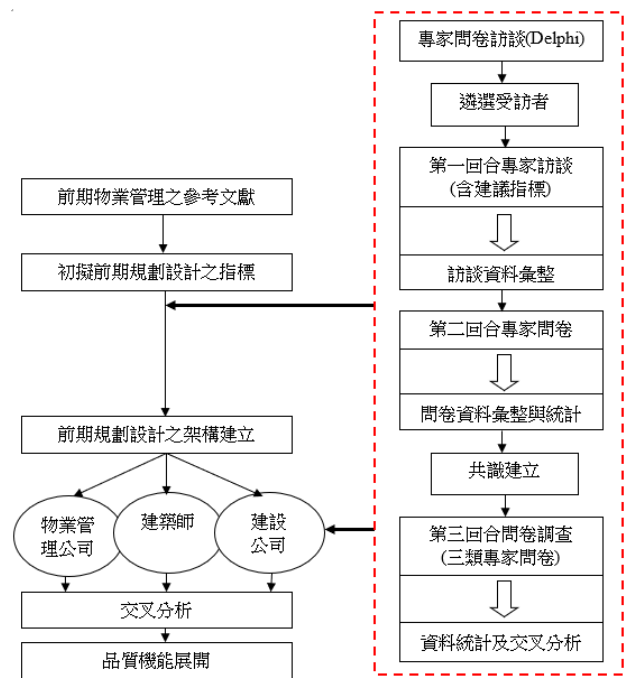 前期物業管理之參考文獻
初擬前期規劃設計之指標
前期規劃設計之架構建立
物業管
理公司
建築師
建設
公司
交叉分析
品質機能展開
專家問卷訪談(Delphi)
遴選受訪者
第一回合專家訪談
(含建議指標)
訪談資料彙整
第二回合專家問卷
問卷資料彙整與統計
共識建立
第三回合問卷調查
(三類專家問卷)
資料統計及交叉分析